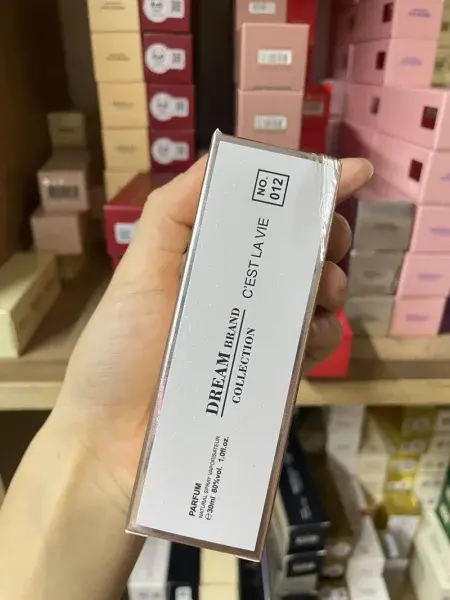 NO.
012
C'EST LA VIE
DREAM BRAND
COLLECTION
PARFUM
NATURAL SPRAY VAPORISATEUR
℮30ml 80%vol. 1.0fl.oz.